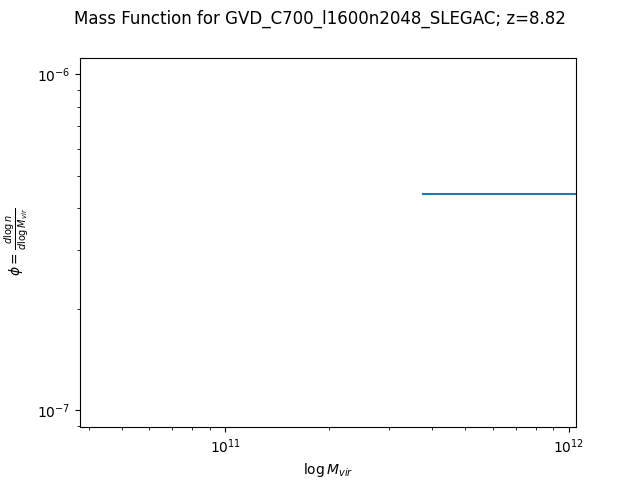 Mass Function for GVD_C700_l1600n2048_SLEGAC; z=8.82
10⁻⁶
ϕ = d log n / d log M_vir
10⁻⁷
10¹¹
10¹²
log M_vir